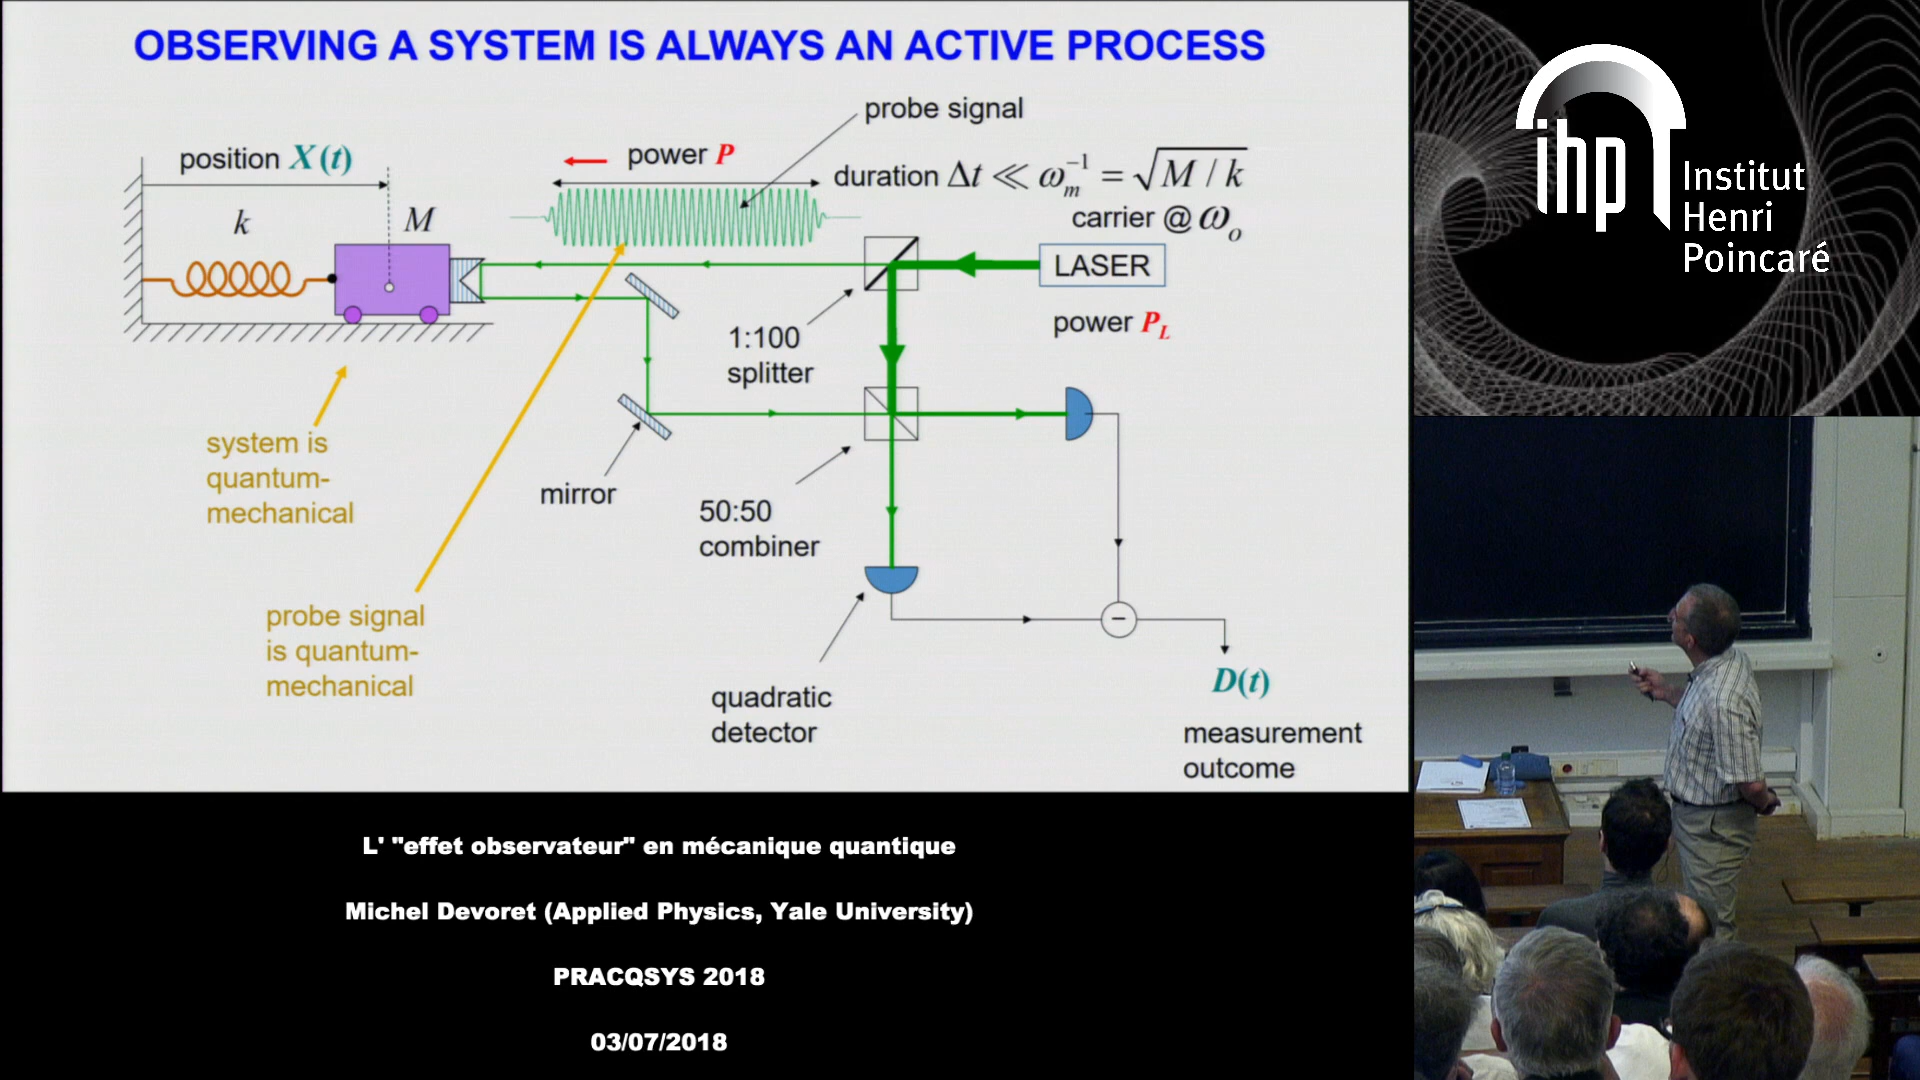 OBSERVING A SYSTEM IS ALWAYS AN ACTIVE PROCESS
probe signal
position X(t)
power P
duration Δt ≪ ω_m^{-1} = √M / k
carrier @ ω_o
k
M
LASER
power P_L
1:100
splitter
system is
quantum-
mechanical
mirror
50:50
combiner
probe signal
is quantum-
mechanical
−
D(t)
quadratic
detector
measurement
outcome
ihp
Institut
Henri
Poincaré
L' "effet observateur" en mécanique quantique
Michel Devoret (Applied Physics, Yale University)
PRACQSYS 2018
03/07/2018